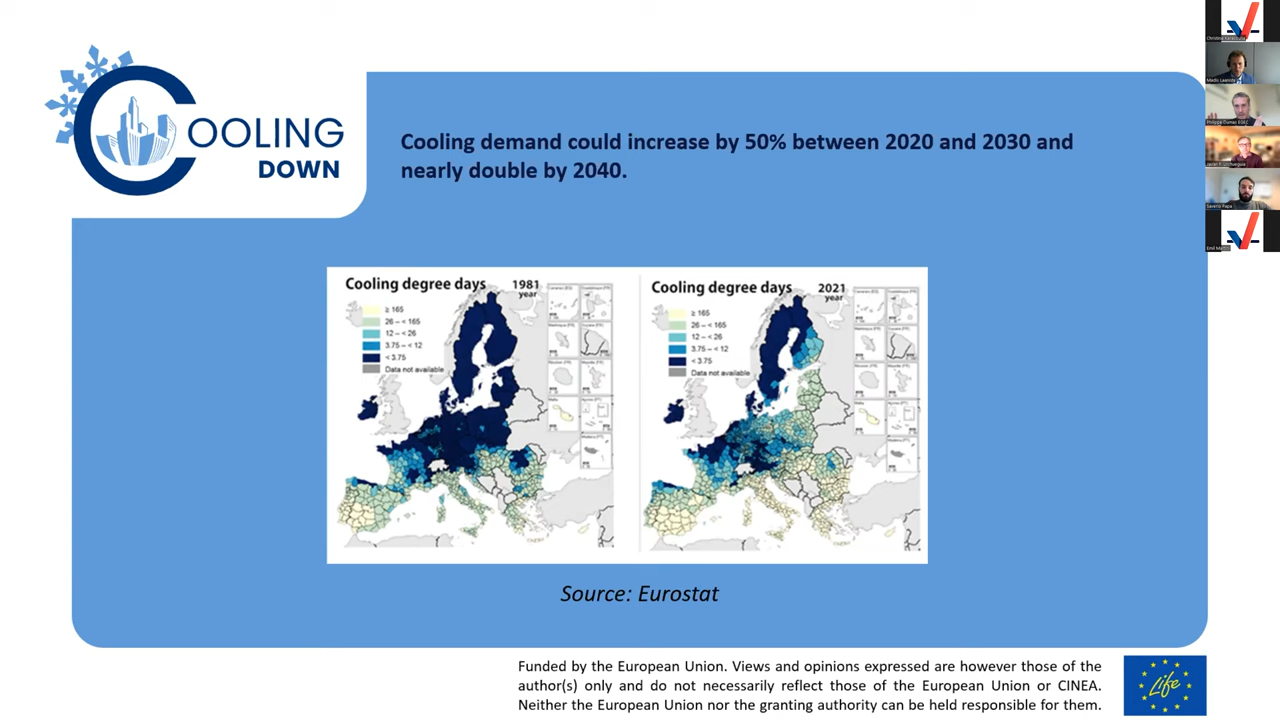 COOLING
DOWN
Cooling demand could increase by 50% between 2020 and 2030 and
nearly double by 2040.
Cooling degree days 1981
year
≥ 165
26 – < 165
12 – < 26
3.75 – < 12
< 3.75
Data not available
Cooling degree days 2021
year
≥ 165
26 – < 165
12 – < 26
3.75 – < 12
< 3.75
Data not available
Source: Eurostat
Funded by the European Union. Views and opinions expressed are however those of the
author(s) only and do not necessarily reflect those of the European Union or CINEA.
Neither the European Union nor the granting authority can be held responsible for them.
Life